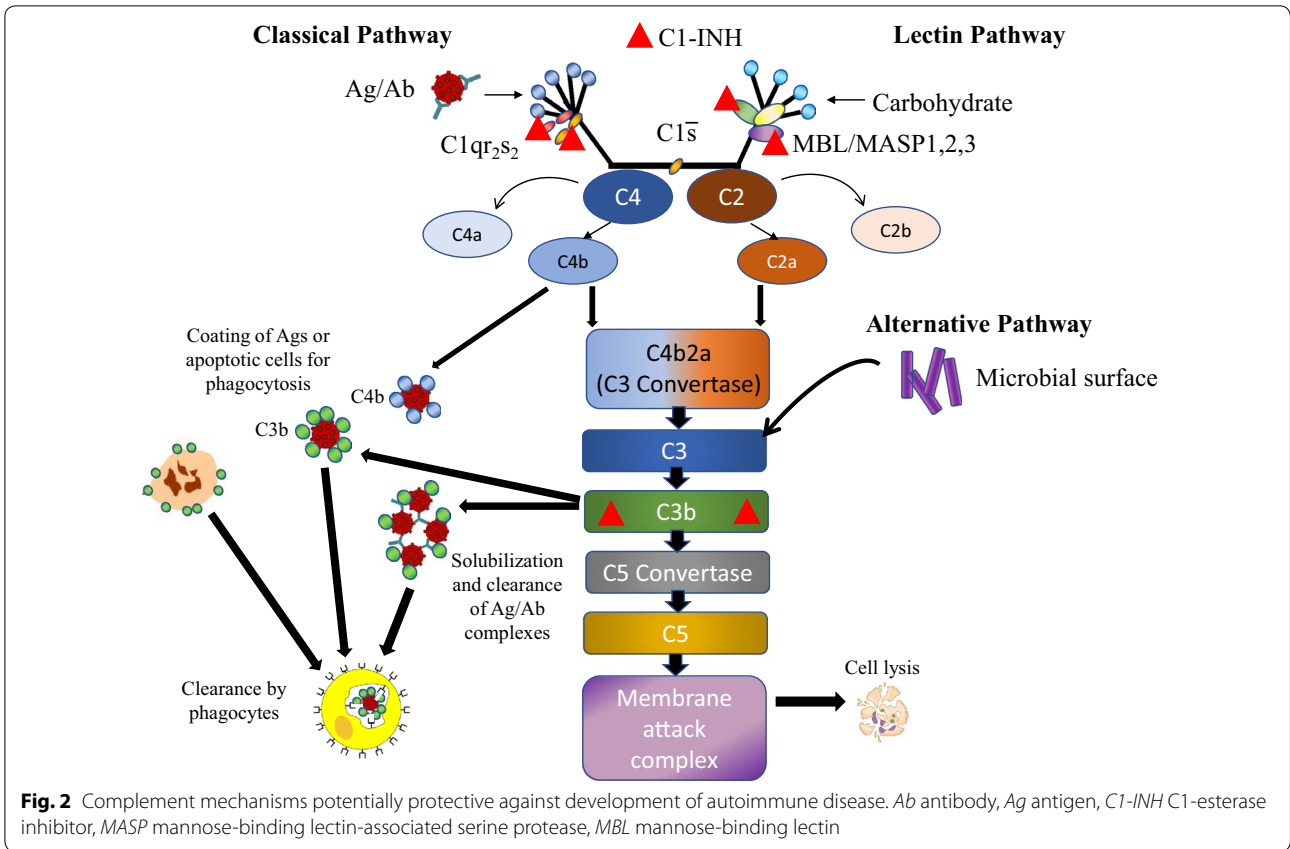 Classical Pathway
C1-INH
Lectin Pathway
Ag/Ab
Carbohydrate
C1qr₂s₂
C1s̅
MBL/MASP1,2,3
C4
C2
C4a
C2b
C4b
C2a
Coating of Ags or
apoptotic cells for
phagocytosis
C4b2a
(C3 Convertase)
Alternative Pathway
Microbial surface
C4b
C3b
C3
C3b
Solubilization
and clearance
of Ag/Ab
complexes
C5 Convertase
C5
Clearance by
phagocytes
Membrane
attack
complex
Cell lysis
Fig. 2 Complement mechanisms potentially protective against development of autoimmune disease. Ab antibody, Ag antigen, C1-INH C1-esterase
inhibitor, MASP mannose-binding lectin-associated serine protease, MBL mannose-binding lectin